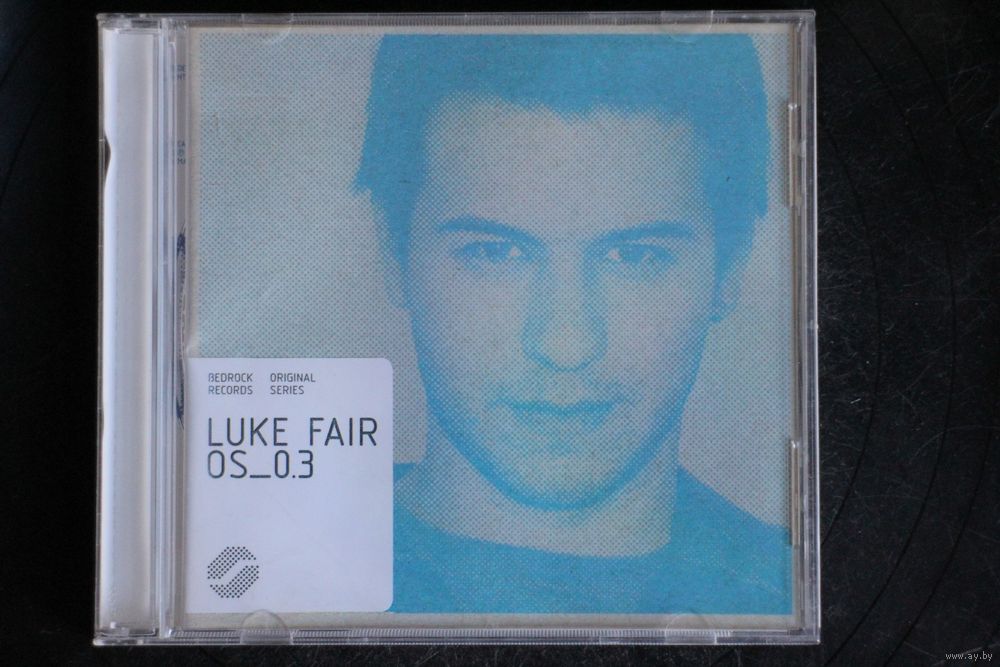 BEDROCK ORIGINAL
RECORDS SERIES
LUKE FAIR
OS_0.3
www.ay.by